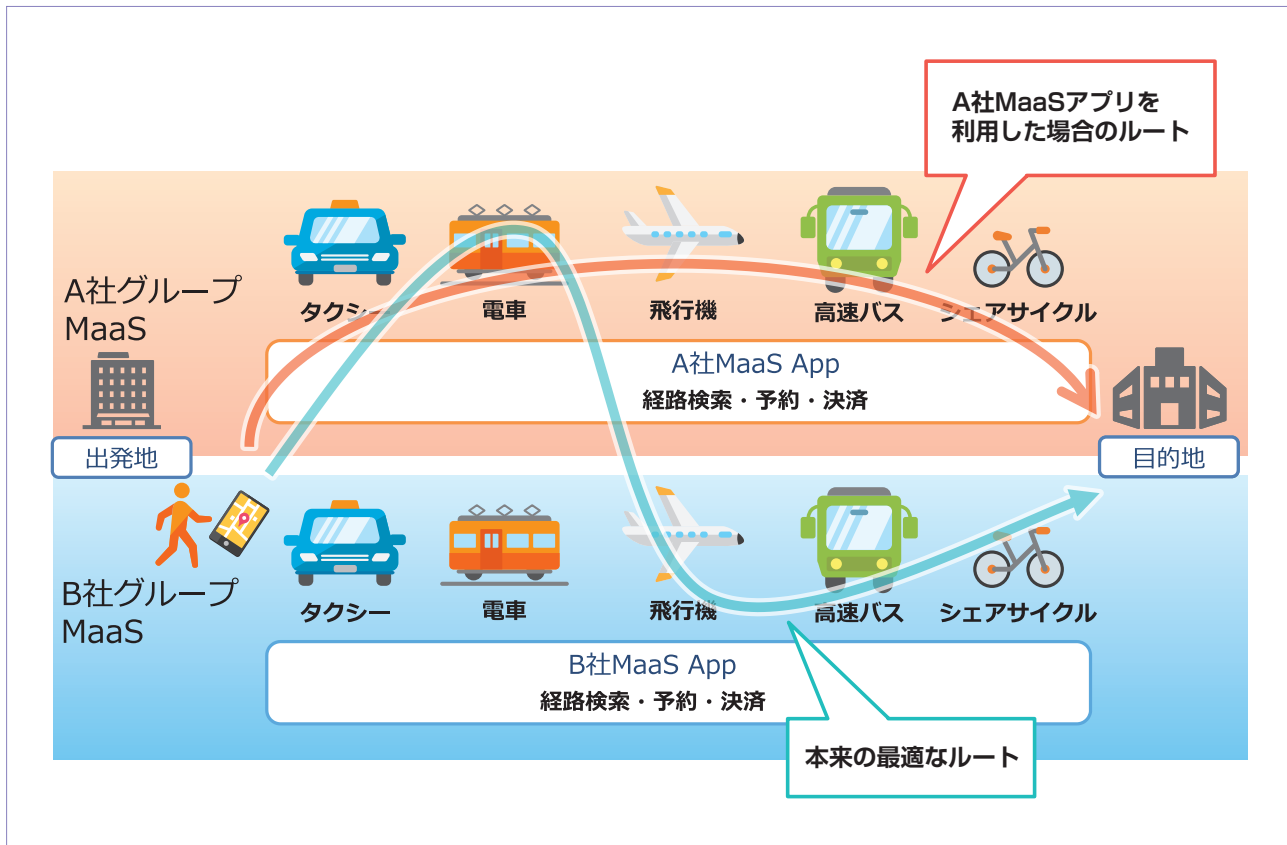 A社MaaSアプリを
利用した場合のルート
A社グループ
MaaS
タクシー
電車
飛行機
高速バス
シェアサイクル
A社MaaS App
経路検索・予約・決済
出発地
目的地
B社グループ
MaaS
タクシー
電車
飛行機
高速バス
シェアサイクル
B社MaaS App
経路検索・予約・決済
本来の最適なルート